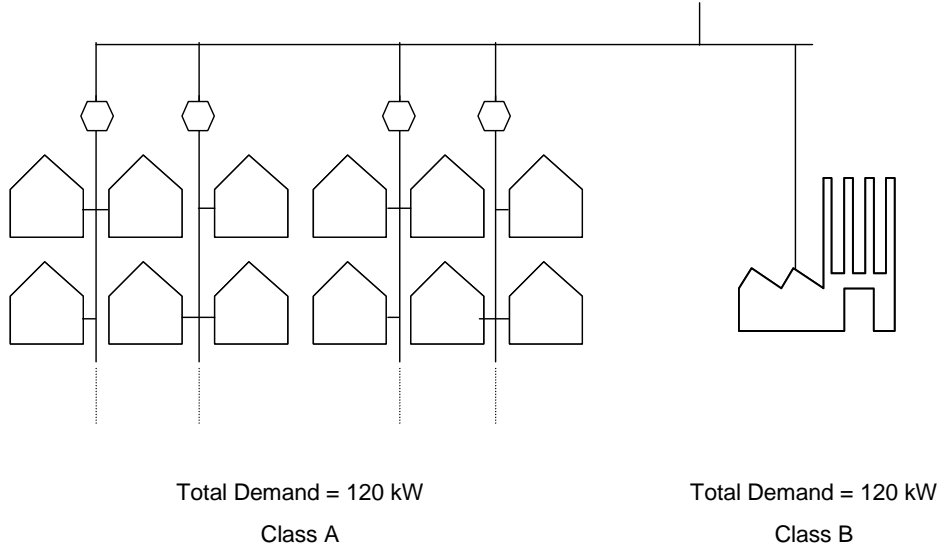 Total Demand = 120 kW
Class A
Total Demand = 120 kW
Class B